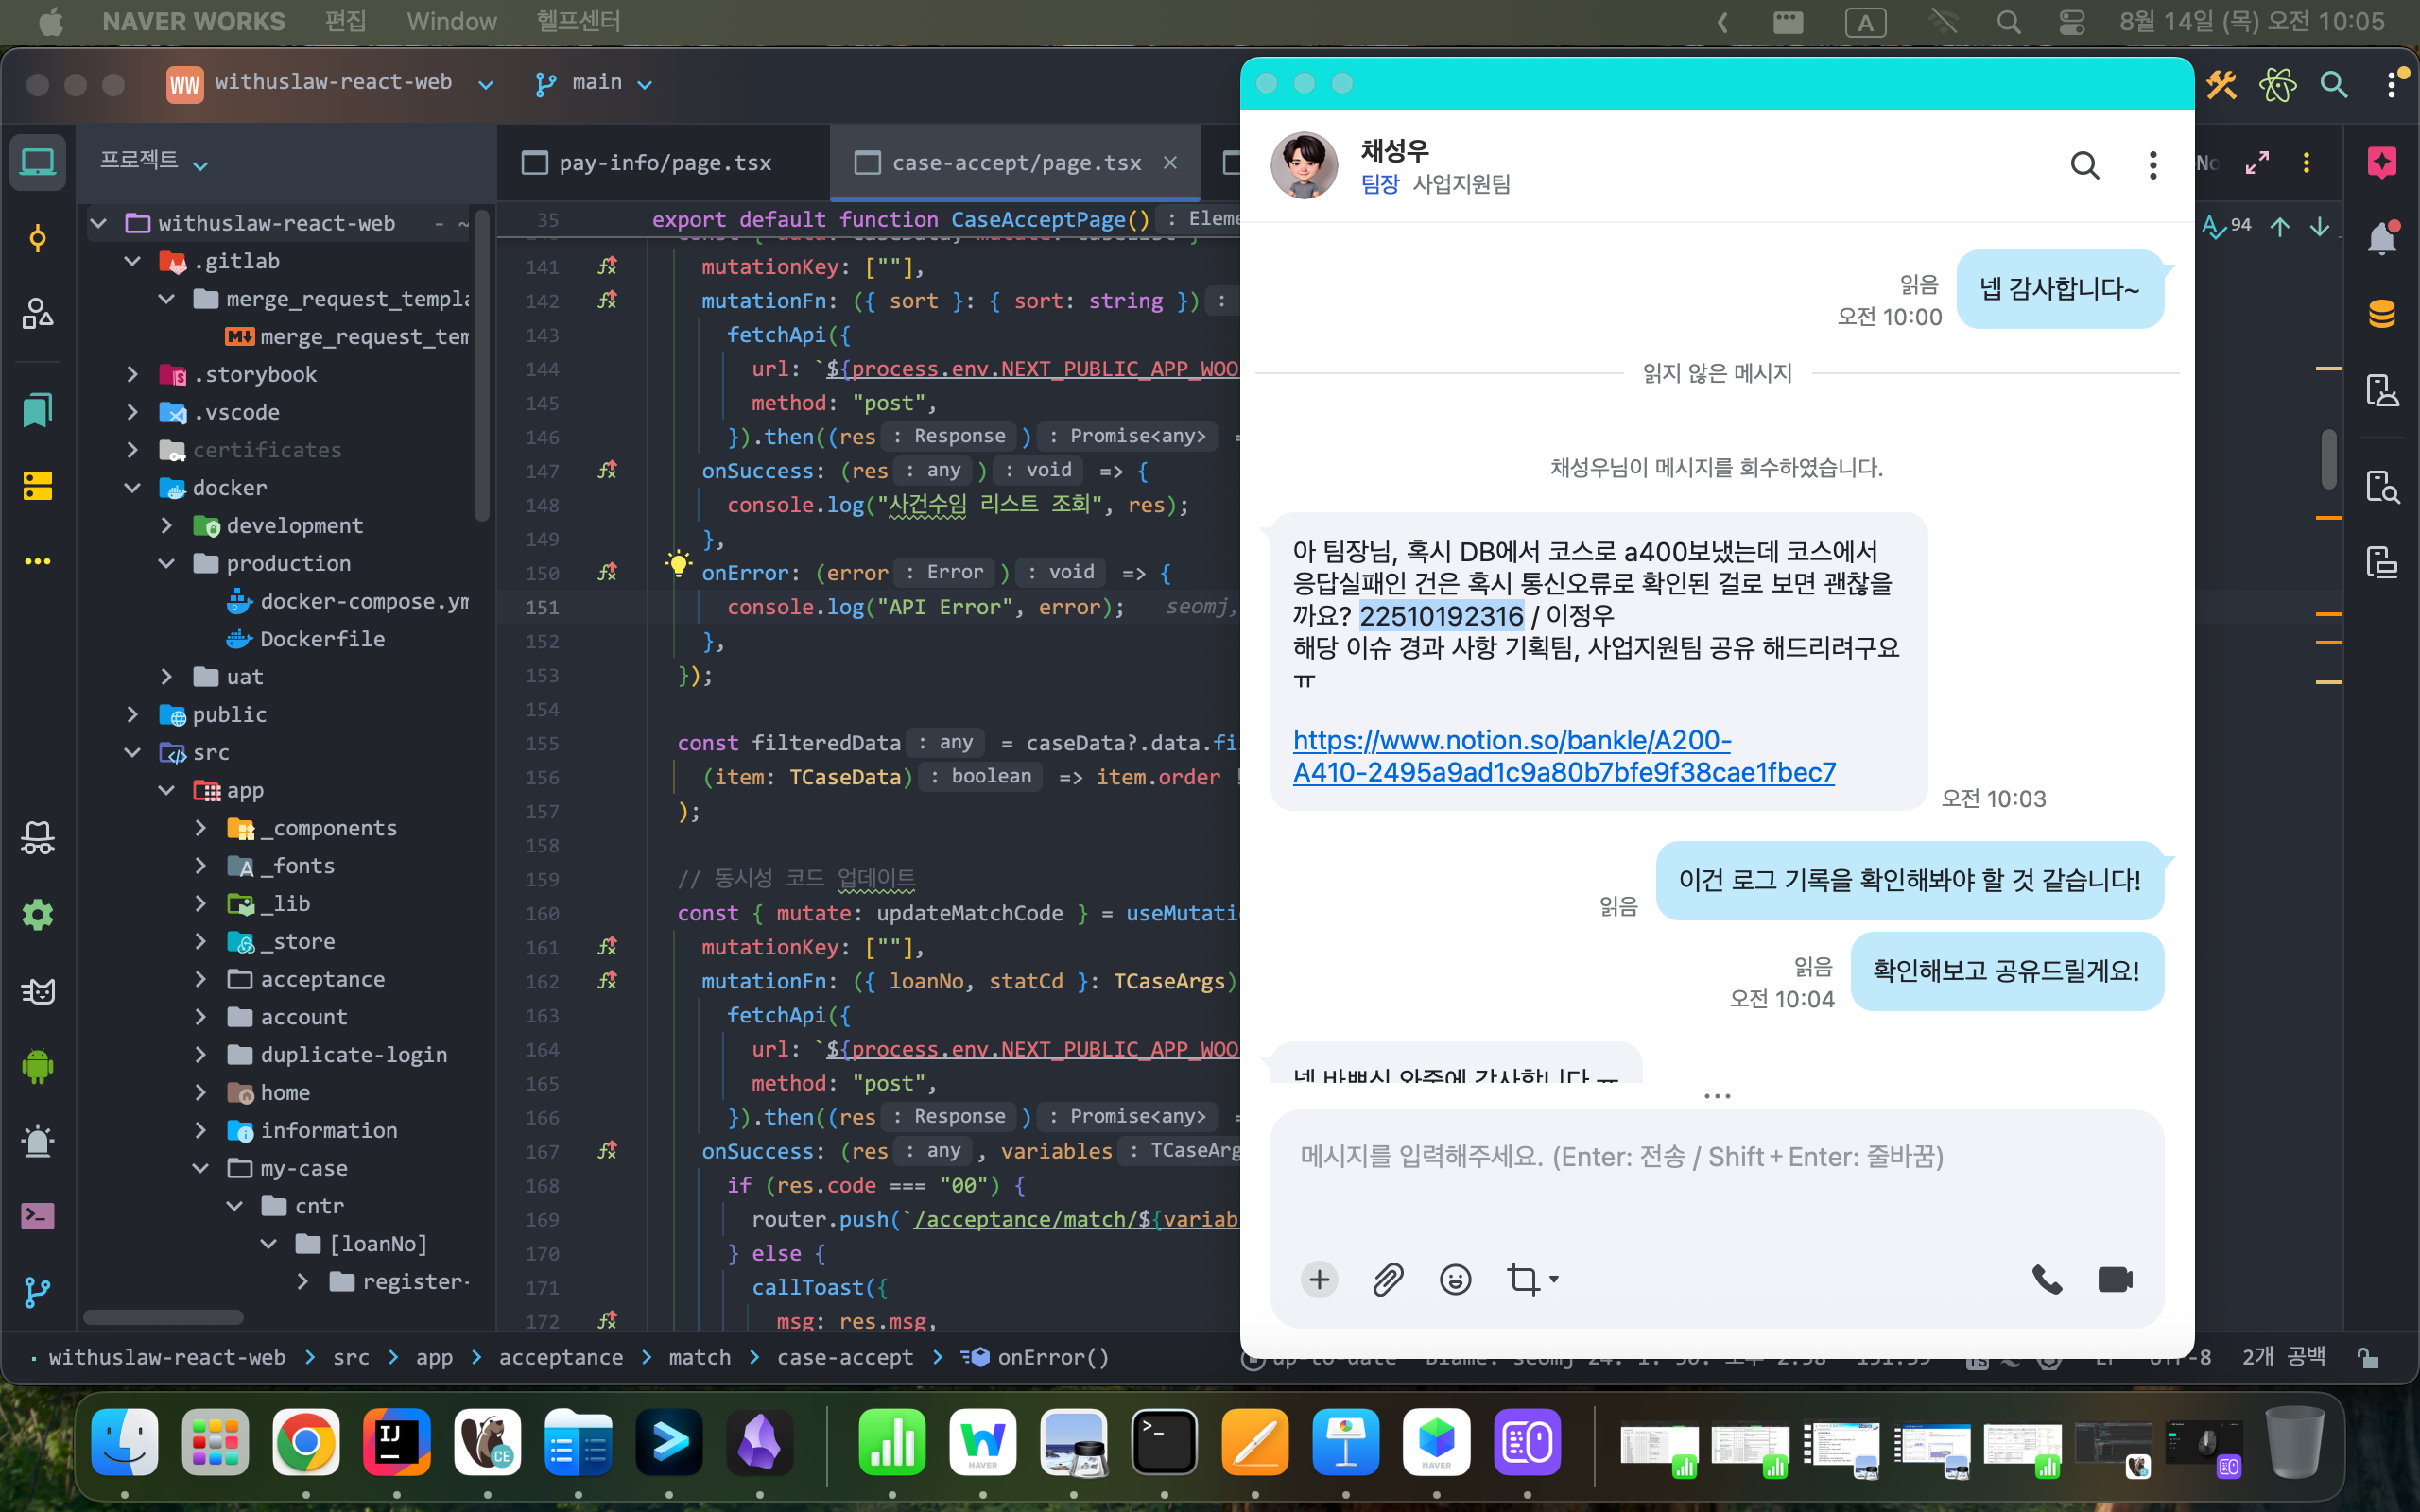 NAVER WORKS 편집 Window 헬프센터
A 8월 14일 (목) 오전 10:05
WW withuslaw-react-web main
프로젝트
pay-info/page.tsx case-accept/page.tsx
withuslaw-react-web - ~
.gitlab
merge_request_templa
merge_request_tem
.storybook
.vscode
certificates
docker
development
production
docker-compose.ym
Dockerfile
uat
public
src
app
_components
_fonts
_lib
_store
acceptance
account
duplicate-login
home
information
my-case
cntr
[loanNo]
register-
35 export default function CaseAcceptPage() : Eleme
141 mutationKey: [""],
142 mutationFn: ({ sort }: { sort: string }) :
143 fetchApi({
144 url: `${process.env.NEXT_PUBLIC_APP_WOO
145 method: "post",
146 }).then((res : Response ) : Promise<any> =
147 onSuccess: (res : any ) : void => {
148 console.log("사건수임 리스트 조회", res);
149 },
150 onError: (error : Error ) : void => {
151 console.log("API Error", error); seomj,
152 },
153 });
154
155 const filteredData : any = caseData?.data.fi
156 (item: TCaseData) : boolean => item.order !
157 );
158
159 // 동시성 코드 업데이트
160 const { mutate: updateMatchCode } = useMutati
161 mutationKey: [""],
162 mutationFn: ({ loanNo, statCd }: TCaseArgs)
163 fetchApi({
164 url: `${process.env.NEXT_PUBLIC_APP_WOO
165 method: "post",
166 }).then((res : Response ) : Promise<any> =
167 onSuccess: (res : any , variables : TCaseArg
168 if (res.code === "00") {
169 router.push(`/acceptance/match/${variab
170 } else {
171 callToast({
172 msg: res.msg,
94
채성우
팀장 사업지원팀
넵 감사합니다~
읽음
오전 10:00
읽지 않은 메시지
채성우님이 메시지를 회수하였습니다.
아 팀장님, 혹시 DB에서 코스로 a400보냈는데 코스에서
응답실패인 건은 혹시 통신오류로 확인된 걸로 보면 괜찮을
까요? 22510192316 / 이정우
해당 이슈 경과 사항 기획팀, 사업지원팀 공유 해드리려구요
ㅠ
https://www.notion.so/bankle/A200-
A410-2495a9ad1c9a80b7bfe9f38cae1fbec7
오전 10:03
이건 로그 기록을 확인해봐야 할 것 같습니다!
읽음
확인해보고 공유드릴게요!
읽음
오전 10:04
넵 바쁘신 와중에 감사합니다 ㅠ
메시지를 입력해주세요. (Enter: 전송 / Shift+Enter: 줄바꿈)
withuslaw-react-web > src > app > acceptance > match > case-accept > onError()
2개 공백
IJ
CE
NAVER
NAVER